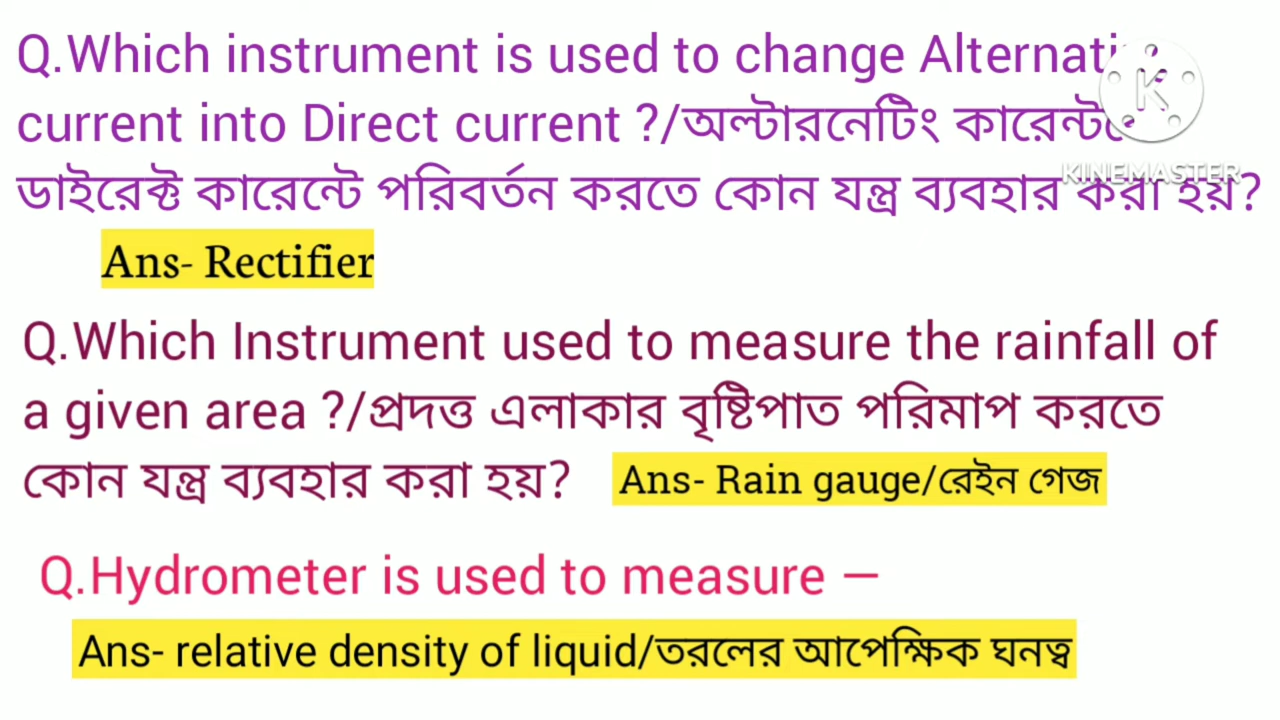 Q.Which instrument is used to change Alternative
current into Direct current ?/অল্টারনেটিং কারেন্টকে
ডাইরেক্ট কারেন্টে পরিবর্তন করতে কোন যন্ত্র ব্যবহার করা হয়?
Ans- Rectifier
Q.Which Instrument used to measure the rainfall of
a given area ?/প্রদত্ত এলাকার বৃষ্টিপাত পরিমাপ করতে
কোন যন্ত্র ব্যবহার করা হয়?
Ans- Rain gauge/রেইন গেজ
Q.Hydrometer is used to measure —
Ans- relative density of liquid/তরলের আপেক্ষিক ঘনত্ব
K
KINEMASTER